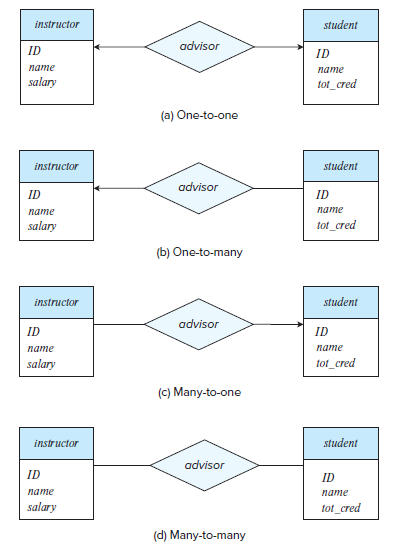 instructor
student
advisor
ID
name
salary
ID
name
tot_cred
(a) One-to-one
instructor
student
advisor
ID
name
salary
ID
name
tot_cred
(b) One-to-many
instructor
student
advisor
ID
name
salary
ID
name
tot_cred
(c) Many-to-one
instructor
student
advisor
ID
name
salary
ID
name
tot_cred
(d) Many-to-many